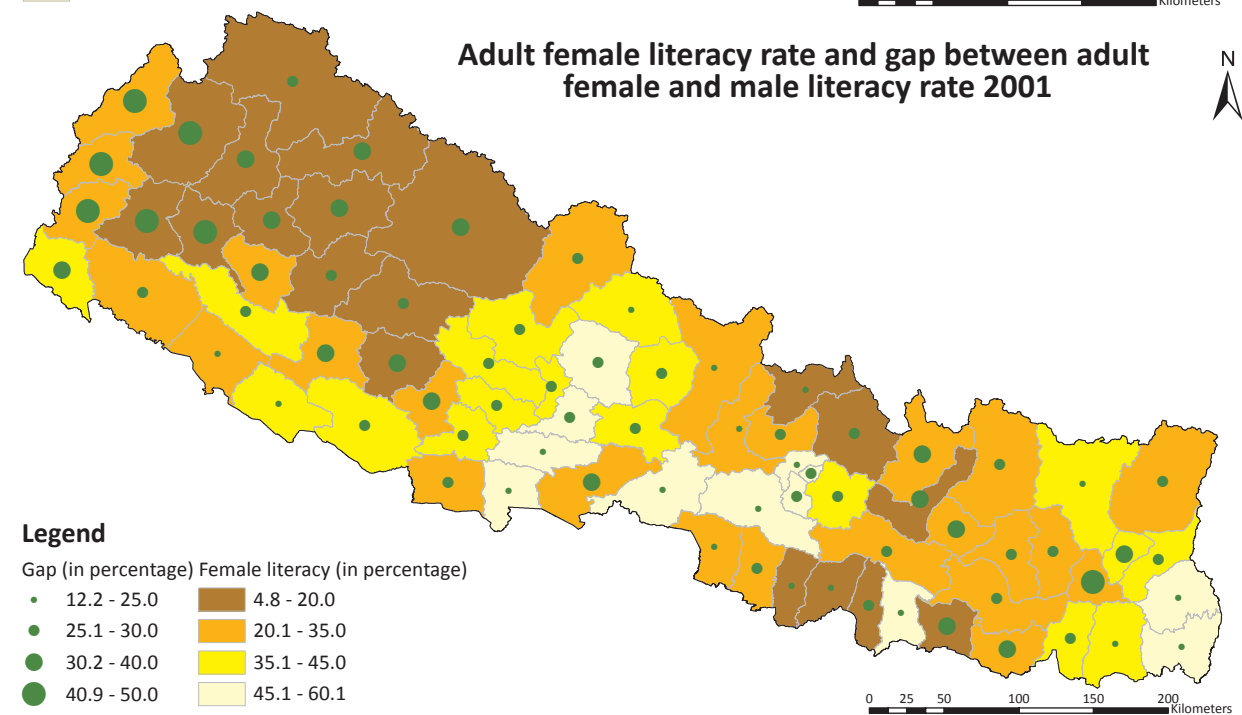 Kilometers
Adult female literacy rate and gap between adult
female and male literacy rate 2001
N
Legend
Gap (in percentage) Female literacy (in percentage)
12.2 - 25.0 4.8 - 20.0
25.1 - 30.0 20.1 - 35.0
30.2 - 40.0 35.1 - 45.0
40.9 - 50.0 45.1 - 60.1
0 25 50 100 150 200
Kilometers